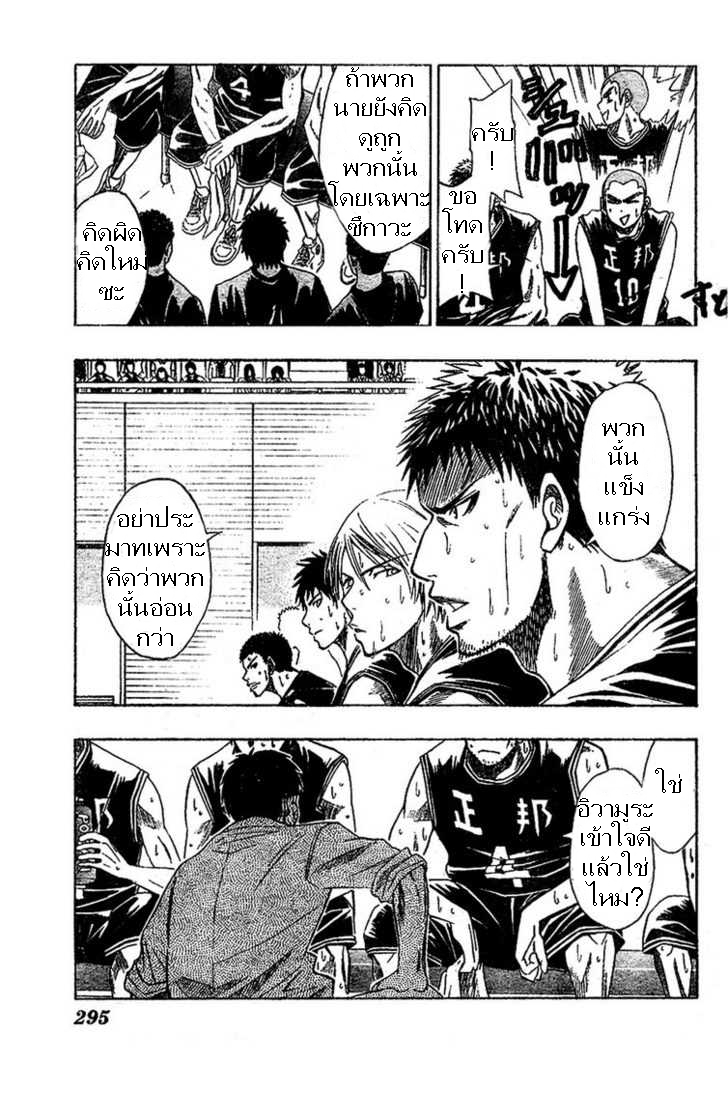 ครับ
!
ขอ
โทด
ครับ
!
正邦
10
すと
ถ้าพวก
นายยังคิด
ดูถูก
พวกนั้น
โดยเฉพาะ
ซึกาวะ
4
คิดผิด
คิดใหม่
ซะ
พวก
นั้น
แข็ง
แกร่ง
อย่าประ
มาทเพราะ
คิดว่าพวก
นั้นอ่อน
กว่า
ใช่
อิวามูระ
เข้าใจดี
แล้วใช่
ไหม?
正邦
295